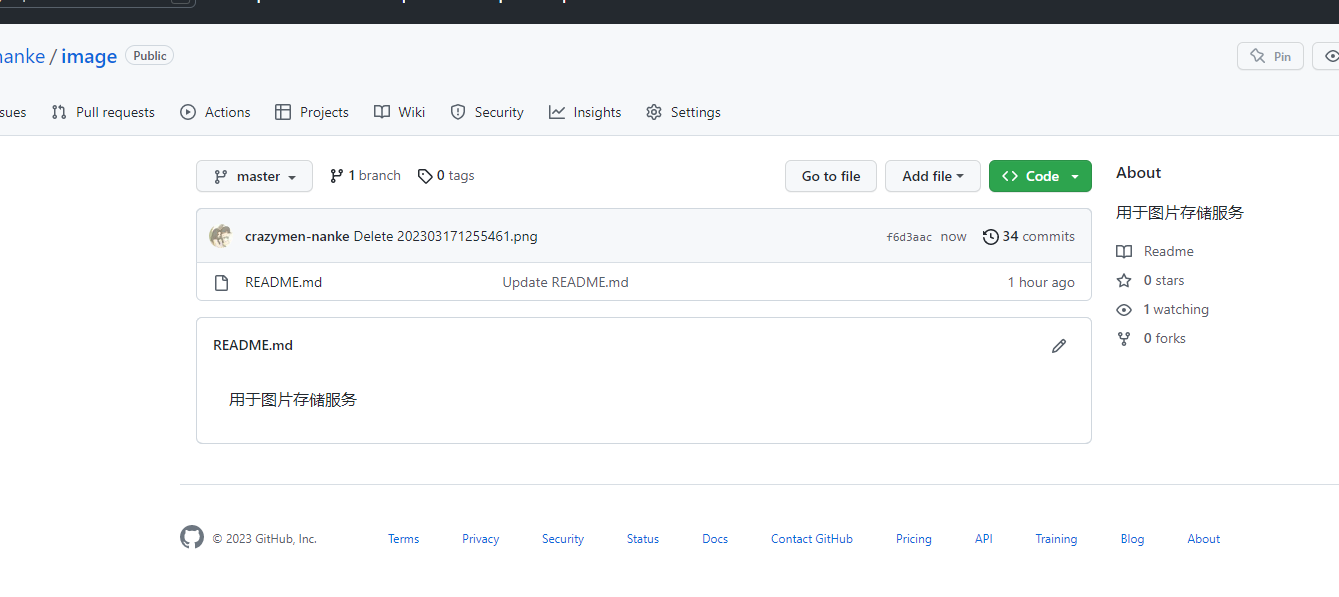 nanke / image Public
Pin
sues Pull requests Actions Projects Wiki Security Insights Settings
master 1 branch 0 tags Go to file Add file Code
About
用于图片存储服务
crazymen-nanke Delete 202303171255461.png f6d3aac now 34 commits
Readme
README.md Update README.md 1 hour ago
0 stars
1 watching
0 forks
README.md
用于图片存储服务
© 2023 GitHub, Inc. Terms Privacy Security Status Docs Contact GitHub Pricing API Training Blog About